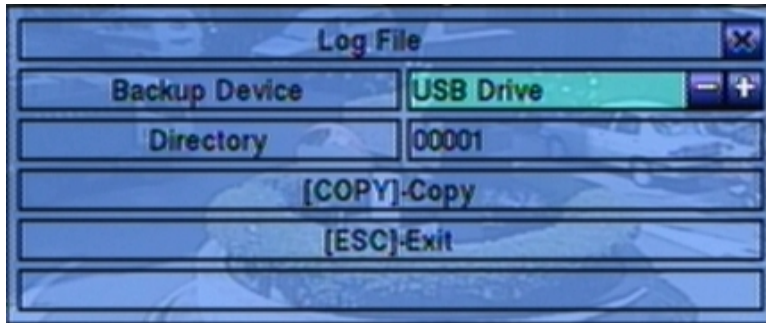 Log File
Backup Device USB Drive
Directory 00001
[COPY]-Copy
[ESC]-Exit